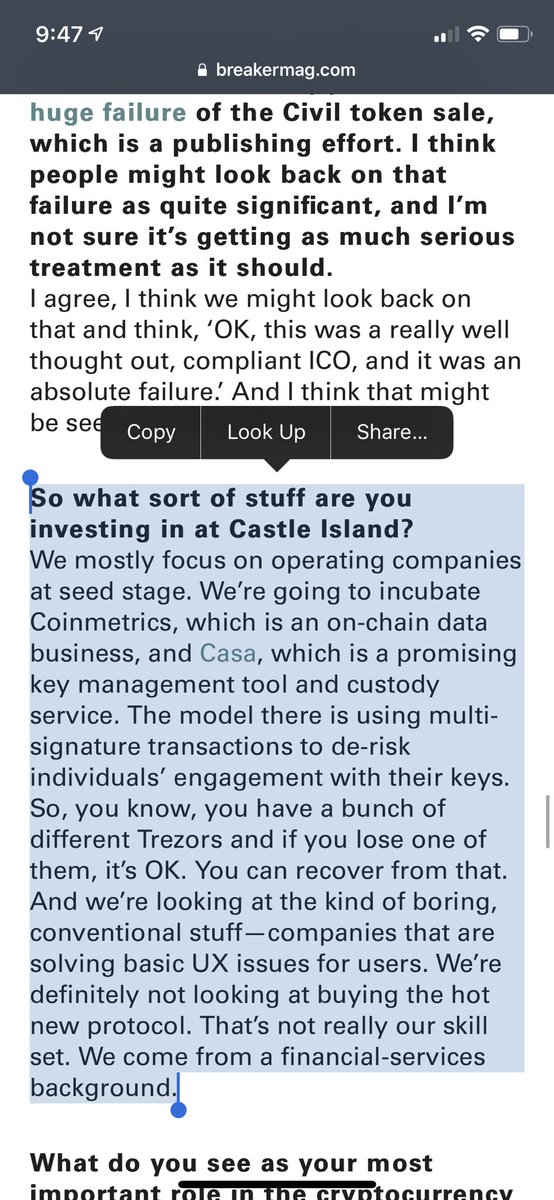 9:47
breakermag.com
huge failure of the Civil token sale,
which is a publishing effort. I think
people might look back on that
failure as quite significant, and I’m
not sure it’s getting as much serious
treatment as it should.
I agree, I think we might look back on
that and think, ‘OK, this was a really well
thought out, compliant ICO, and it was an
absolute failure.’ And I think that might
be see
Copy Look Up Share...
So what sort of stuff are you
investing in at Castle Island?
We mostly focus on operating companies
at seed stage. We’re going to incubate
Coinmetrics, which is an on-chain data
business, and Casa, which is a promising
key management tool and custody
service. The model there is using multi-
signature transactions to de-risk
individuals’ engagement with their keys.
So, you know, you have a bunch of
different Trezors and if you lose one of
them, it’s OK. You can recover from that.
And we’re looking at the kind of boring,
conventional stuff—companies that are
solving basic UX issues for users. We’re
definitely not looking at buying the hot
new protocol. That’s not really our skill
set. We come from a financial-services
background.
What do you see as your most
important role in the cryptocurrency